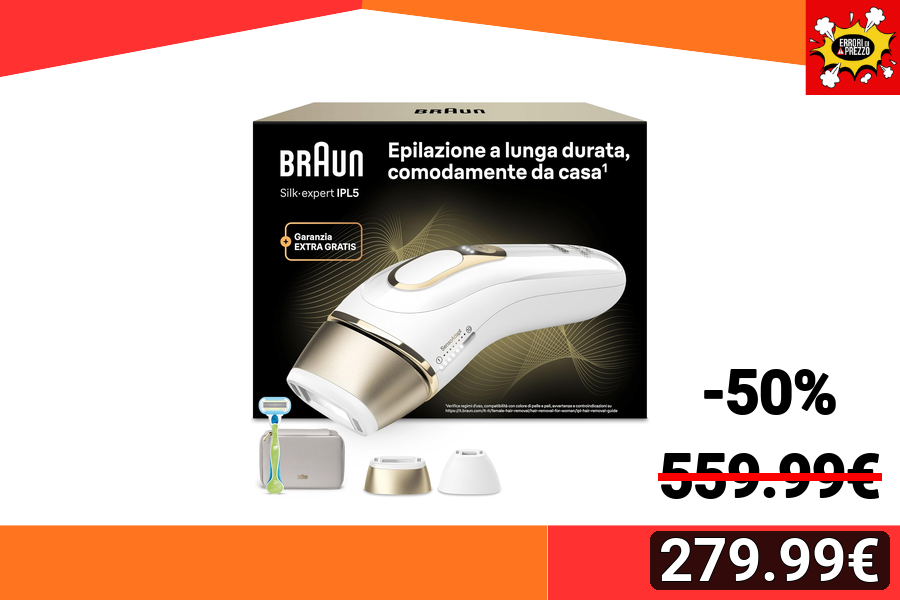 ERRORI DI
PREZZO
BRAUN
BRAUN
Silk·expert IPL5
Epilazione a lunga durata,
comodamente da casa¹
Garanzia
EXTRA GRATIS
SensoAdapt
-50%
559.99€
279.99€